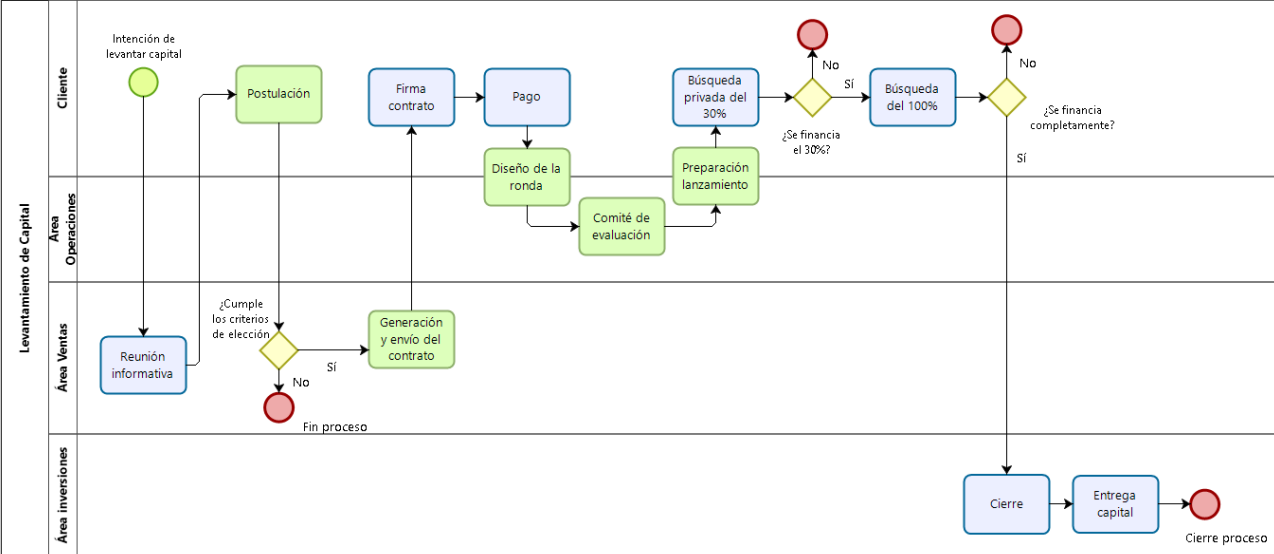 Levantamiento de Capital
Cliente
Intención de
levantar capital
Postulación
Firma
contrato
Pago
Diseño de la
ronda
Búsqueda
privada del
30%
No
Sí
¿Se financia
el 30%?
Búsqueda
del 100%
No
¿Se financia
completamente?
Sí
Area
Operaciones
Comité de
evaluación
Preparación
lanzamiento
Área Ventas
Reunión
informativa
¿Cumple
los criterios
de elección
Sí
No
Fin proceso
Generación
y envío del
contrato
Área inversiones
Cierre
Entrega
capital
Cierre proceso